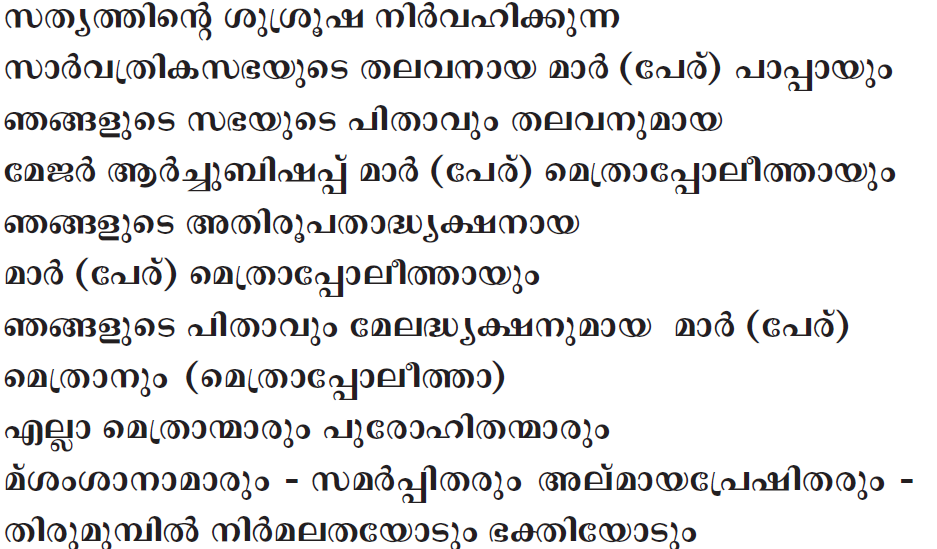 സത്യത്തിന്റെ ശുശ്രൂഷ നിർവഹിക്കുന്ന
സാർവത്രികസഭയുടെ തലവനായ മാർ (പേര്) പാപ്പായും
ഞങ്ങളുടെ സഭയുടെ പിതാവും തലവനുമായ
മേജർ ആർച്ചുബിഷപ്പ് മാർ (പേര്) മെത്രാപ്പോലീത്തായും
ഞങ്ങളുടെ അതിരൂപതാദ്ധ്യക്ഷനായ
മാർ (പേര്) മെത്രാപ്പോലീത്തായും
ഞങ്ങളുടെ പിതാവും മേലദ്ധ്യക്ഷനുമായ മാർ (പേര്)
മെത്രാനും (മെത്രാപ്പോലീത്താ)
എല്ലാ മെത്രാന്മാരും പുരോഹിതന്മാരും
മ്ശംശാനാമാരും - സമർപ്പിതരും അല്മായപ്രേഷിതരും -
തിരുമുമ്പിൽ നിർമലതയോടും ഭക്തിയോടും